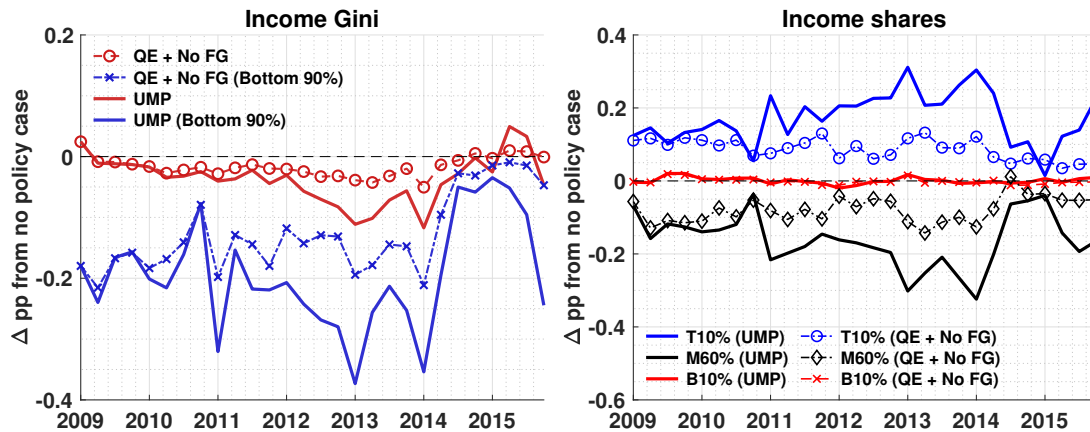 Income Gini
Δ pp from no policy case
0.2
0
-0.2
-0.4
QE + No FG
QE + No FG (Bottom 90%)
UMP
UMP (Bottom 90%)
2009 2010 2011 2012 2013 2014 2015
Income shares
Δ pp from no policy case
0.4
0.2
0
-0.2
-0.4
-0.6
T10% (UMP) T10% (QE + No FG)
M60% (UMP) M60% (QE + No FG)
B10% (UMP) B10% (QE + No FG)
2009 2010 2011 2012 2013 2014 2015